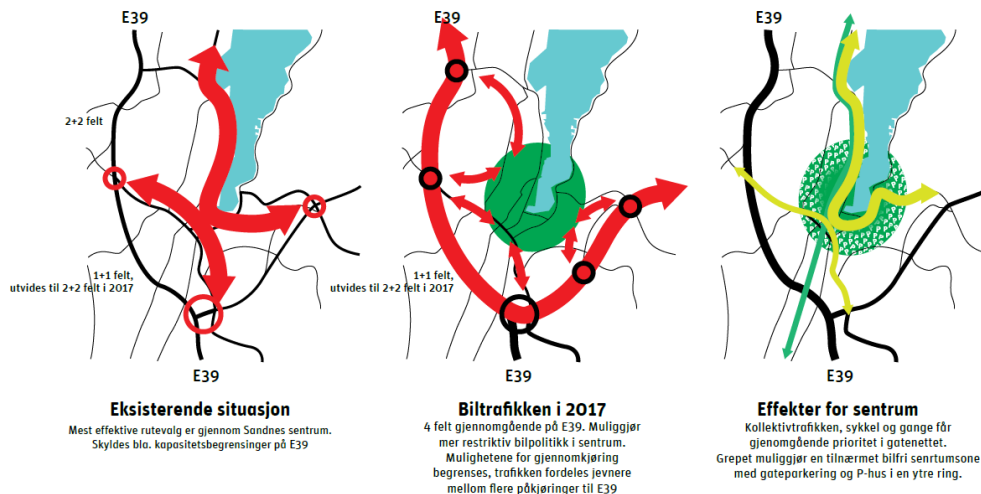 E39
2+2 felt
1+1 felt,
utvides til 2+2 felt i 2017
E39
Eksisterende situasjon
Mest effektive rutevalg er gjennom Sandnes sentrum.
Skyldes bla. kapositetsbegrensinger på E39
E39
1+1 felt,
utvides til 2+2 felt i 2017
E39
Biltrafikken i 2017
4 felt gjennomgående på E39. Muliggjør
mer restriktiv bilpolitikk i sentrum.
Mulighetene for gjennomkjøring
begrenses, trafikken fordeles jevnere
mellom flere påkjøringer til E39
E39
E39
Effekter for sentrum
Kollektivtrafikken, sykkel og gange får
gjenomgående prioritet i gatenettet.
Grepet muliggjør en tilnærmet bilfri senrtumsone
med gateparkering og P-hus i en ytre ring.